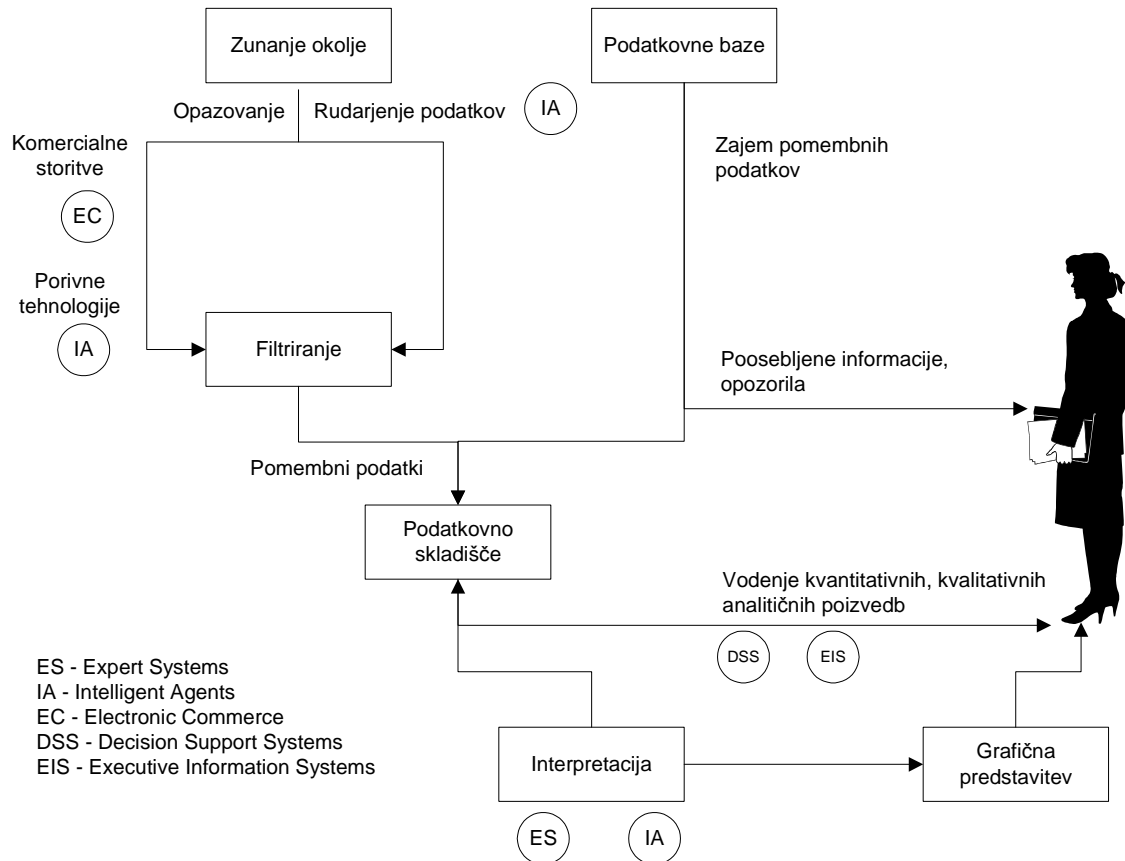 Zunanje okolje
Podatkovne baze
Opazovanje
Rudarjenje podatkov
IA
Komercialne
storitve
EC
Zajem pomembnih
podatkov
Porivne
tehnologije
IA
Filtriranje
Poosebljene informacije,
opozorila
Pomembni podatki
Podatkovno
skladišče
Vodenje kvantitativnih, kvalitativnih
analitičnih poizvedb
DSS
EIS
ES - Expert Systems
IA - Intelligent Agents
EC - Electronic Commerce
DSS - Decision Support Systems
EIS - Executive Information Systems
Interpretacija
Grafična
predstavitev
ES
IA